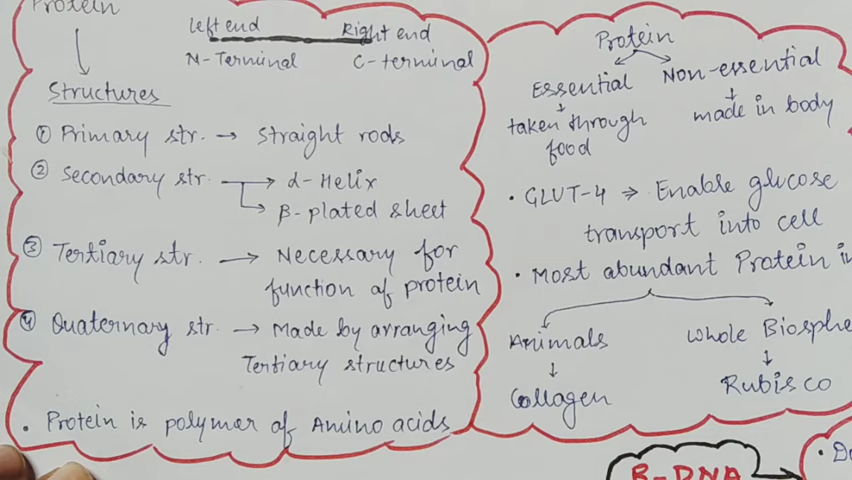 Protein
Left end Right end
N-Terminal C-terminal
Structures
① Primary str. → Straight rods
② Secondary str. → α-Helix
→ β-plated sheet
③ Tertiary str. → Necessary for
function of protein
④ Quaternary str. → Made by arranging
Tertiary structures
• Protein is polymer of Amino acids
Protein
Essential Non-essential
taken through made in body
food
• GLUT-4 ⇒ Enable glucose
transport into cell
• Most abundant Protein in
Animals Whole Biosphe
Collagen Rubisco
B-DNA